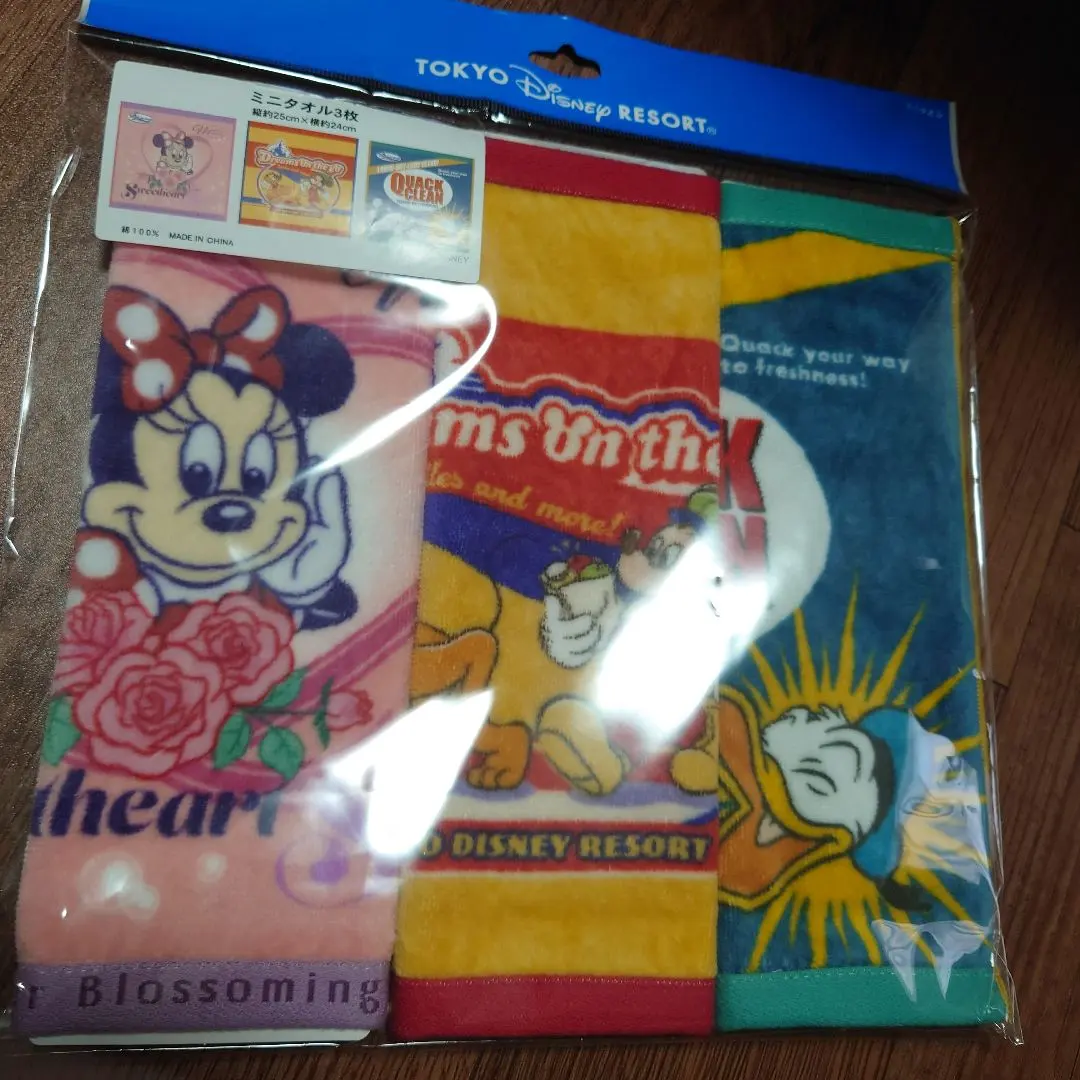 TOKYO Disney RESORT®
ミニタオル3枚
縦約25cm×横約24cm
Sweetheart
Dreams On the Go
QUACK
CLEAN
綿100% MADE IN CHINA
ms On the
les and more!
O DISNEY RESORT
Quack your way
to freshness!
K
N
theart
r Blossoming